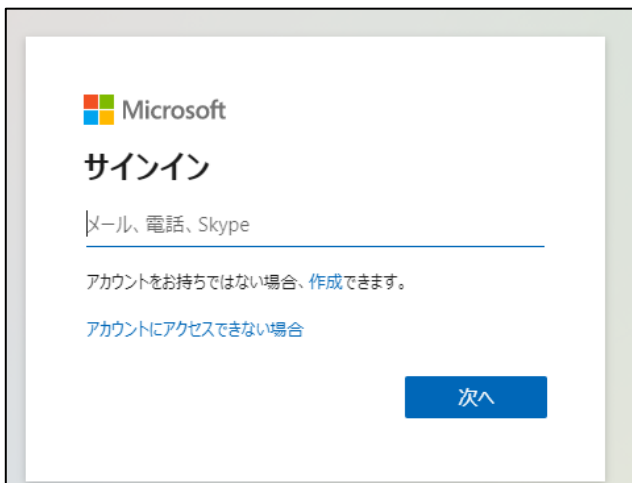 Microsoft
サインイン
メール、電話、Skype
アカウントをお持ちではない場合、作成できます。
アカウントにアクセスできない場合
次へ